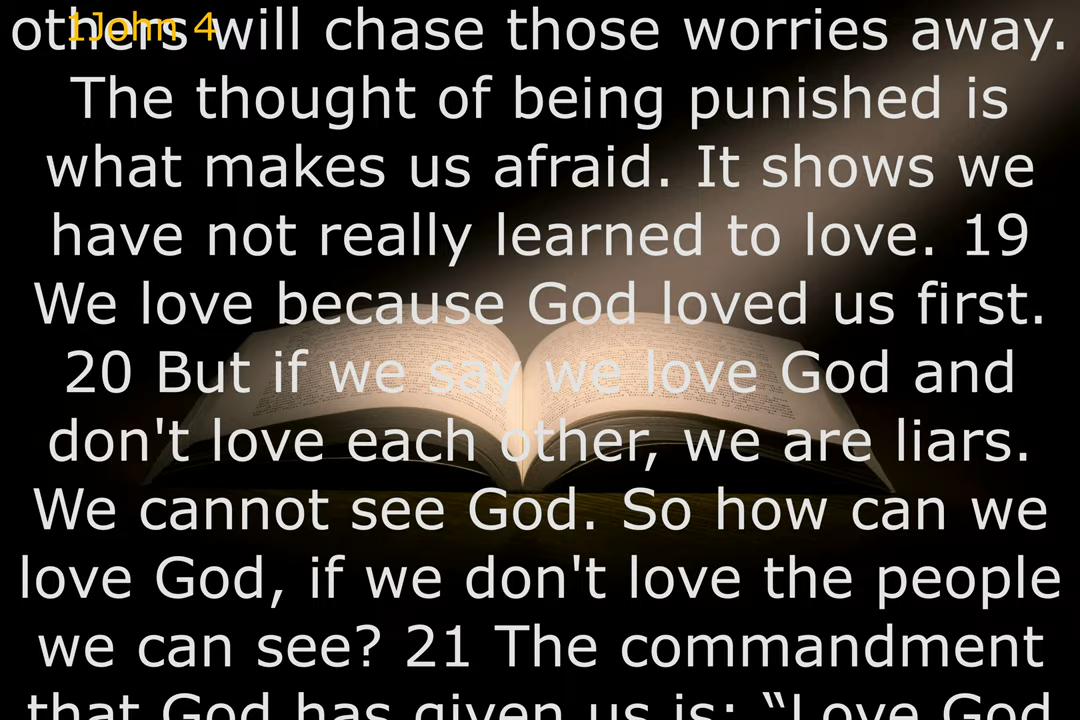 1John 4
others will chase those worries away.
The thought of being punished is
what makes us afraid. It shows we
have not really learned to love. 19
We love because God loved us first.
20 But if we say we love God and
don't love each other, we are liars.
We cannot see God. So how can we
love God, if we don't love the people
we can see? 21 The commandment
that God has given us is: “Love God